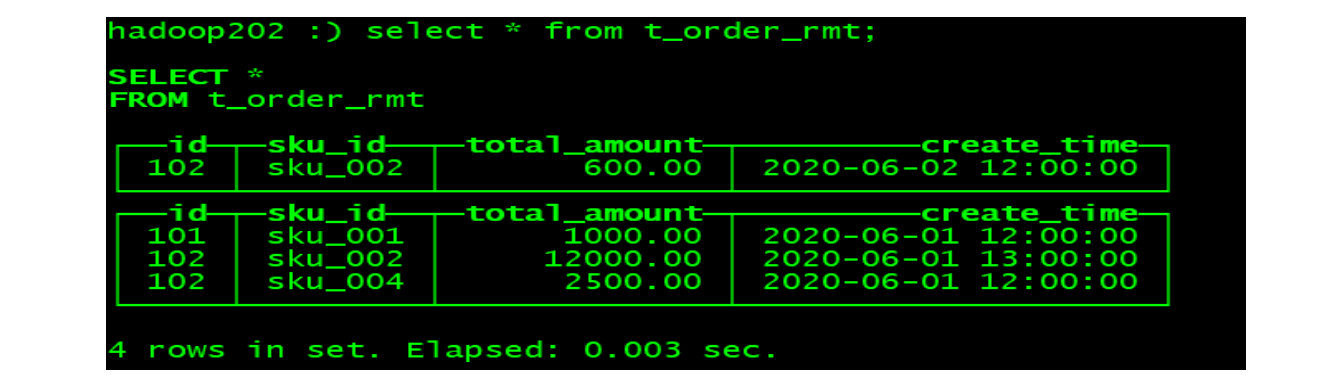 hadoop202 :) select * from t_order_rmt;
SELECT *
FROM t_order_rmt
id sku_id total_amount create_time
102 sku_002 600.00 2020-06-02 12:00:00
id sku_id total_amount create_time
101 sku_001 1000.00 2020-06-01 12:00:00
102 sku_002 12000.00 2020-06-01 13:00:00
102 sku_004 2500.00 2020-06-01 12:00:00
4 rows in set. Elapsed: 0.003 sec.